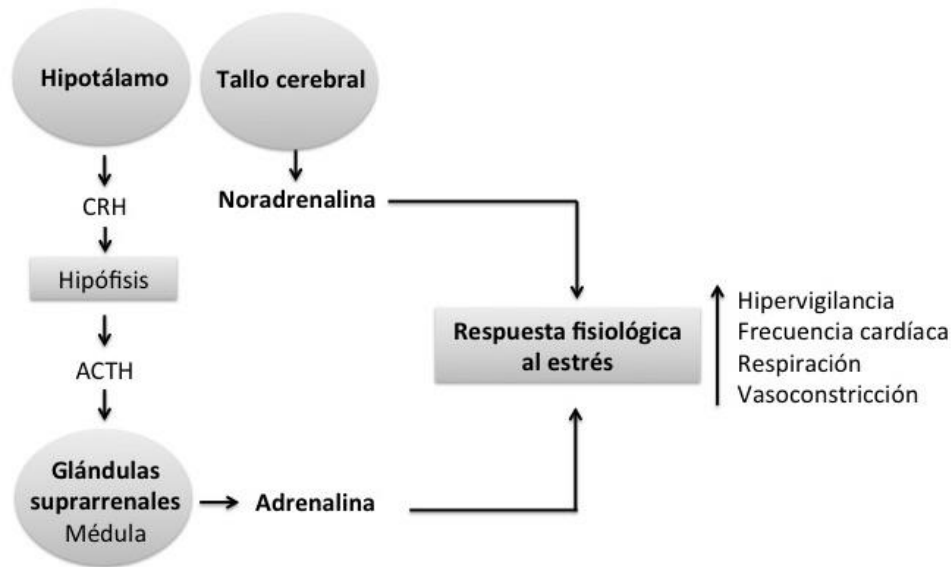 Hipotálamo
Tallo cerebral
CRH
Noradrenalina
Hipófisis
ACTH
Glándulas
suprarrenales
Médula
Adrenalina
Respuesta fisiológica
al estrés
Hipervigilancia
Frecuencia cardíaca
Respiración
Vasoconstricción